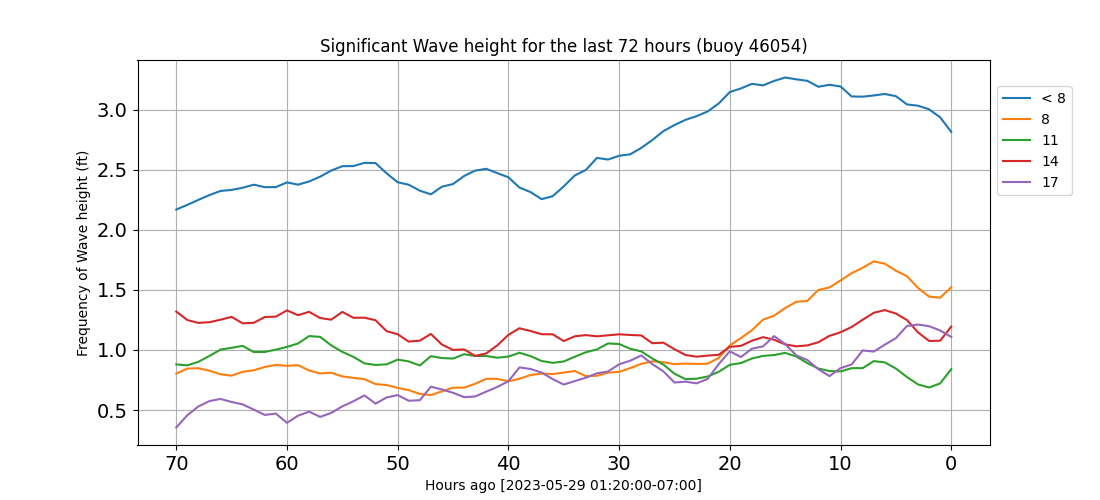 Significant Wave height for the last 72 hours (buoy 46054)
Frequency of Wave height (ft)
3.0
2.5
2.0
1.5
1.0
0.5
70 60 50 40 30 20 10 0
Hours ago [2023-05-29 01:20:00-07:00]
< 8
8
11
14
17